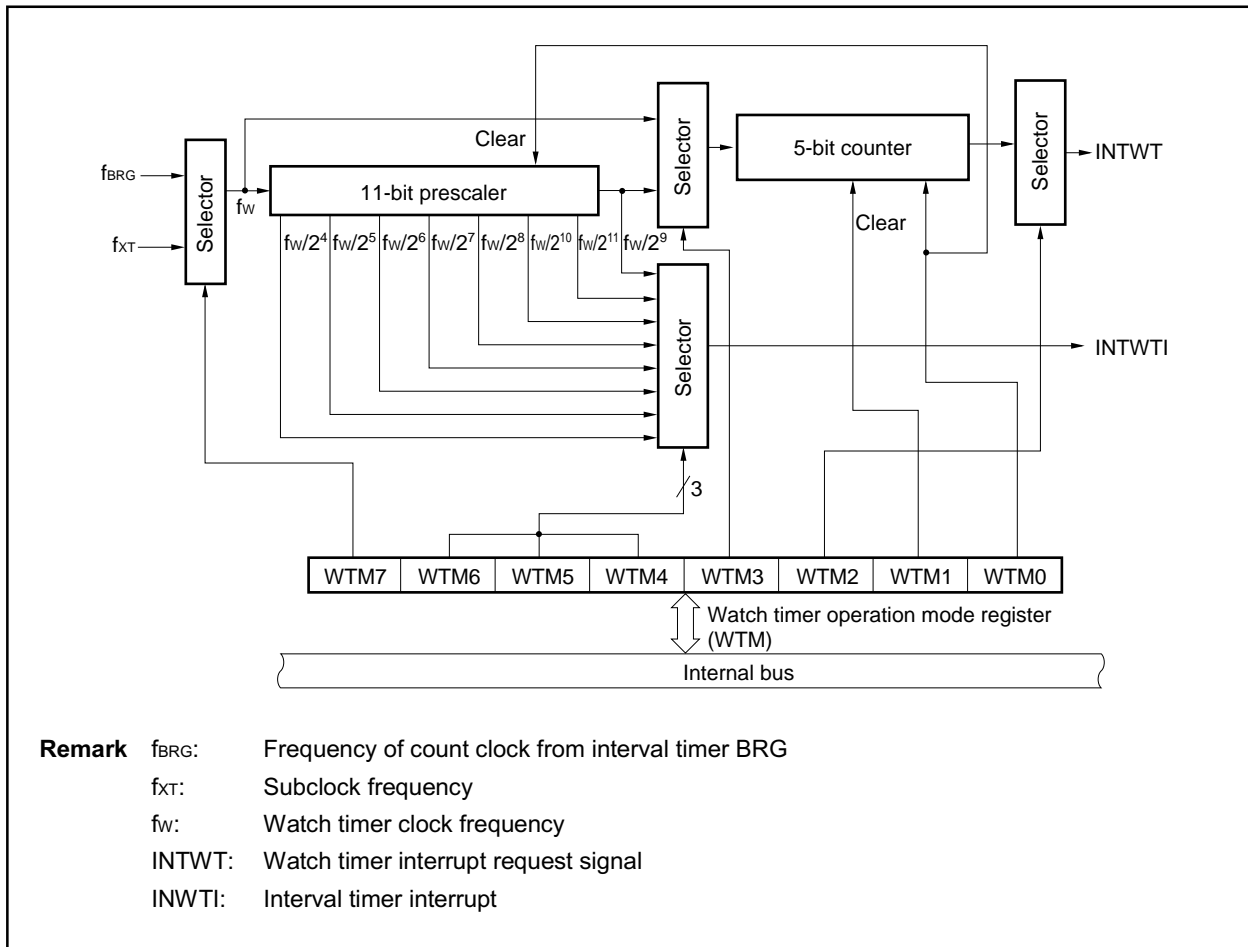 Selector
Selector
Clear
5-bit counter
INTWT
fBRG
Selector
11-bit prescaler
Selector
fW
Clear
fXT
fW/2⁴ fW/2⁵ fW/2⁶ fW/2⁷ fW/2⁸ fW/2¹⁰ fW/2¹¹ fW/2⁹
Selector
INTWTI
3
WTM7 WTM6 WTM5 WTM4 WTM3 WTM2 WTM1 WTM0
Watch timer operation mode register
(WTM)
Internal bus
Remark fBRG: Frequency of count clock from interval timer BRG
fXT: Subclock frequency
fW: Watch timer clock frequency
INTWT: Watch timer interrupt request signal
INWTI: Interval timer interrupt